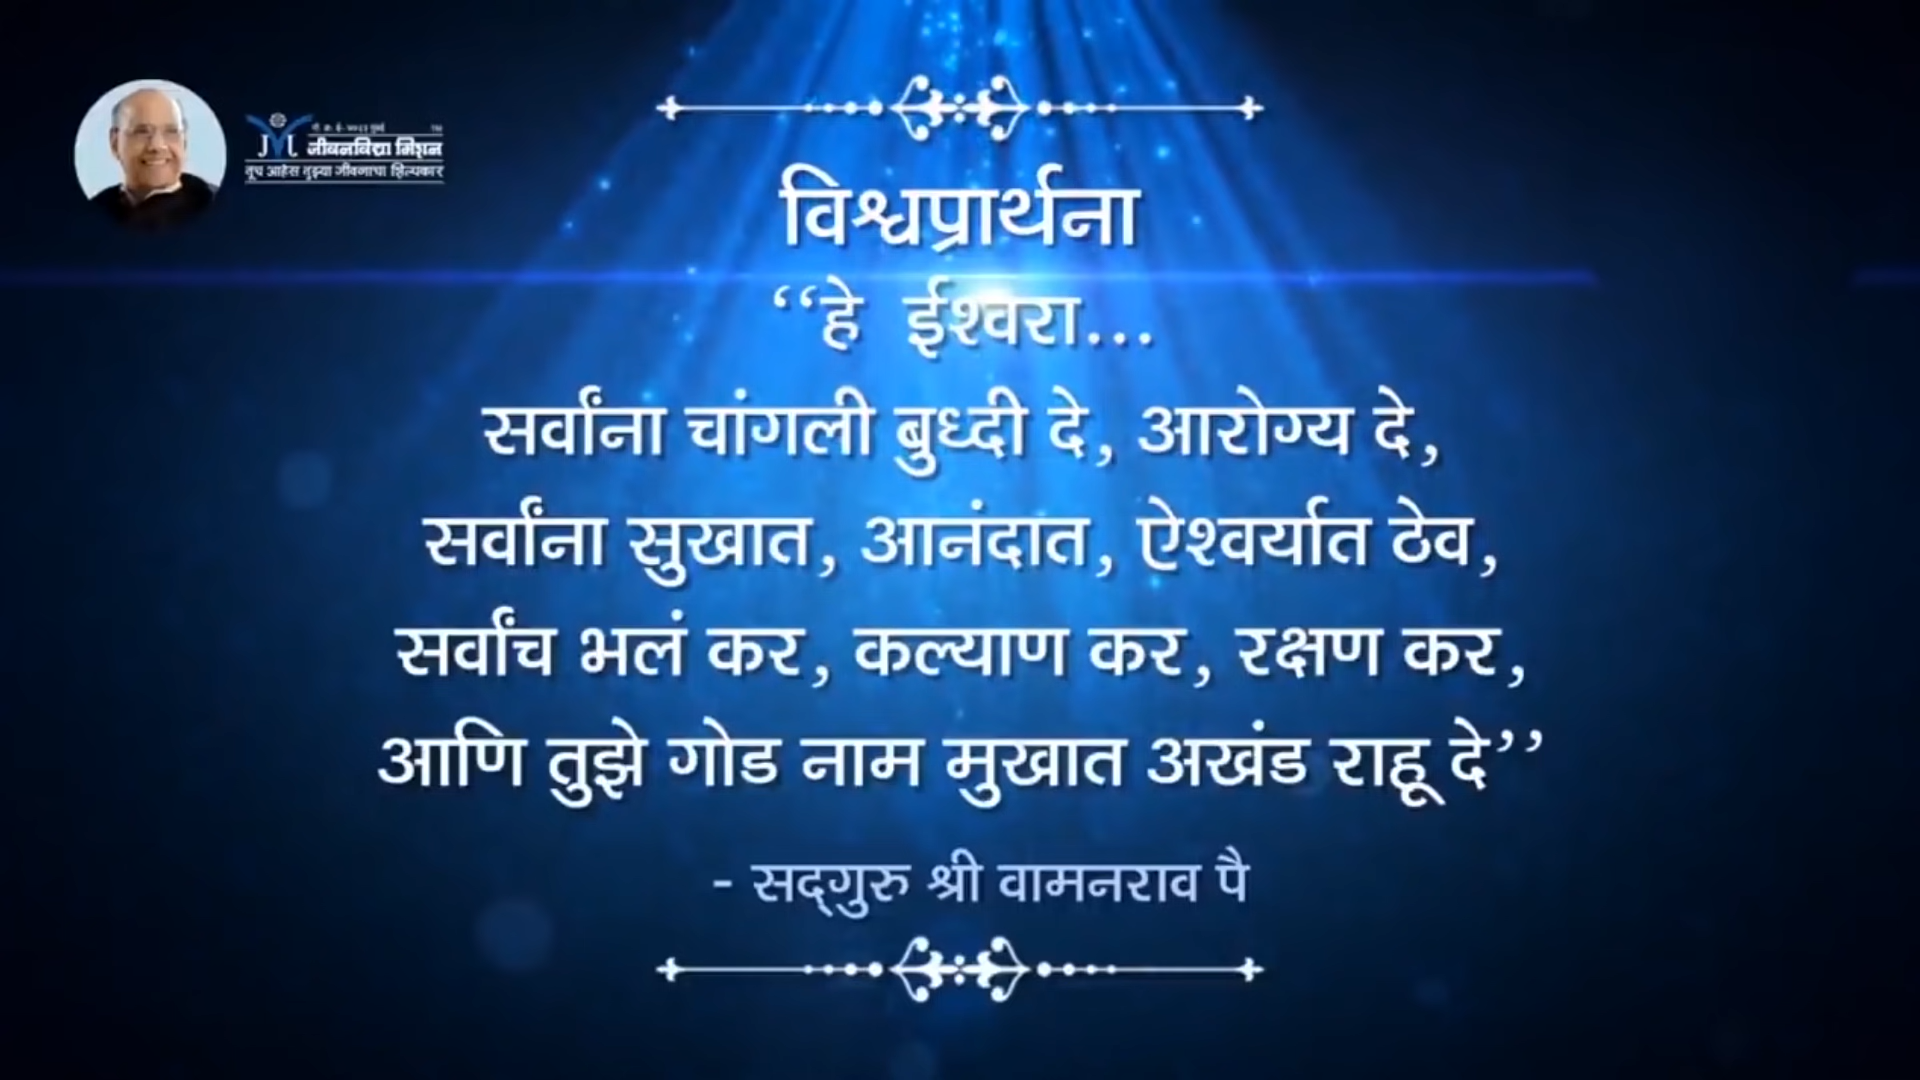 जीवनविद्या मिशन
तूच आहेस तुझ्या जीवनाचा शिल्पकार
विश्वप्रार्थना
‘‘हे ईश्वरा...
सर्वांना चांगली बुध्दी दे, आरोग्य दे,
सर्वांना सुखात, आनंदात, ऐश्वर्यात ठेव,
सर्वांच भलं कर, कल्याण कर, रक्षण कर,
आणि तुझे गोड नाम मुखात अखंड राहू दे’’
- सद्‌गुरु श्री वामनराव पै